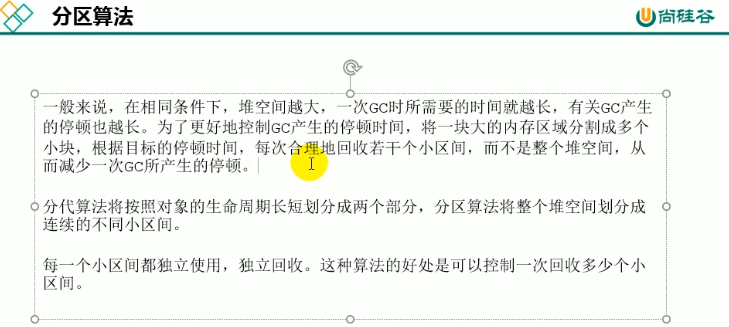 分区算法
尚硅谷
一般来说，在相同条件下，堆空间越大，一次GC时所需要的时间就越长，有关GC产生
的停顿也越长。为了更好地控制GC产生的停顿时间，将一块大的内存区域分割成多个
小块，根据目标的停顿时间，每次合理地回收若干个小区间，而不是整个堆空间，从
而减少一次GC所产生的停顿。
分代算法将按照对象的生命周期长短划分成两个部分，分区算法将整个堆空间划分成
连续的不同小区间。
每一个小区间都独立使用，独立回收。这种算法的好处是可以控制一次回收多少个小
区间。